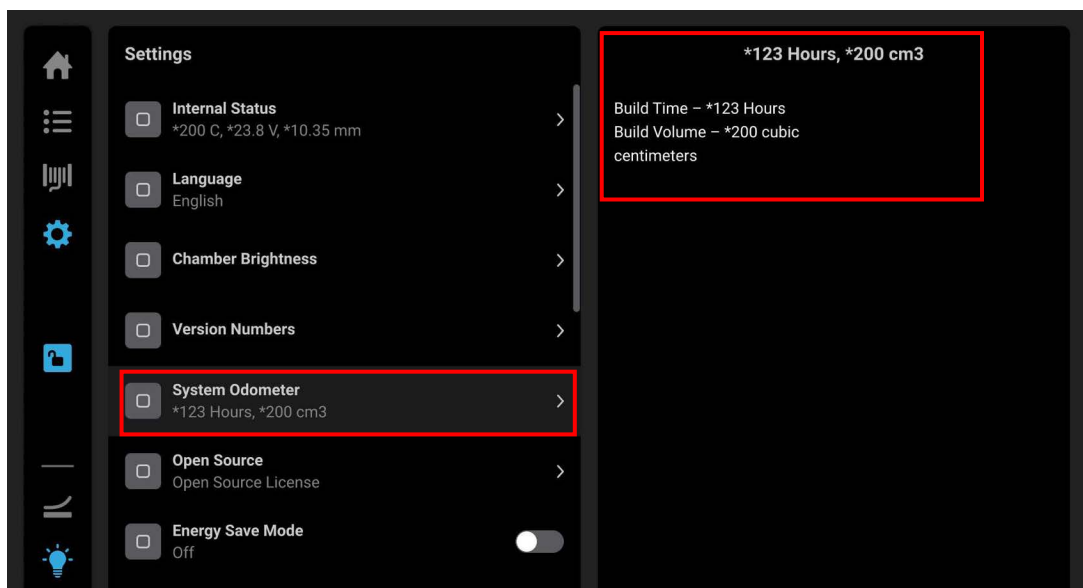 Settings
Internal Status
*200 C, *23.8 V, *10.35 mm
Language
English
Chamber Brightness
Version Numbers
System Odometer
*123 Hours, *200 cm3
Open Source
Open Source License
Energy Save Mode
Off
*123 Hours, *200 cm3
Build Time – *123 Hours
Build Volume – *200 cubic
centimeters